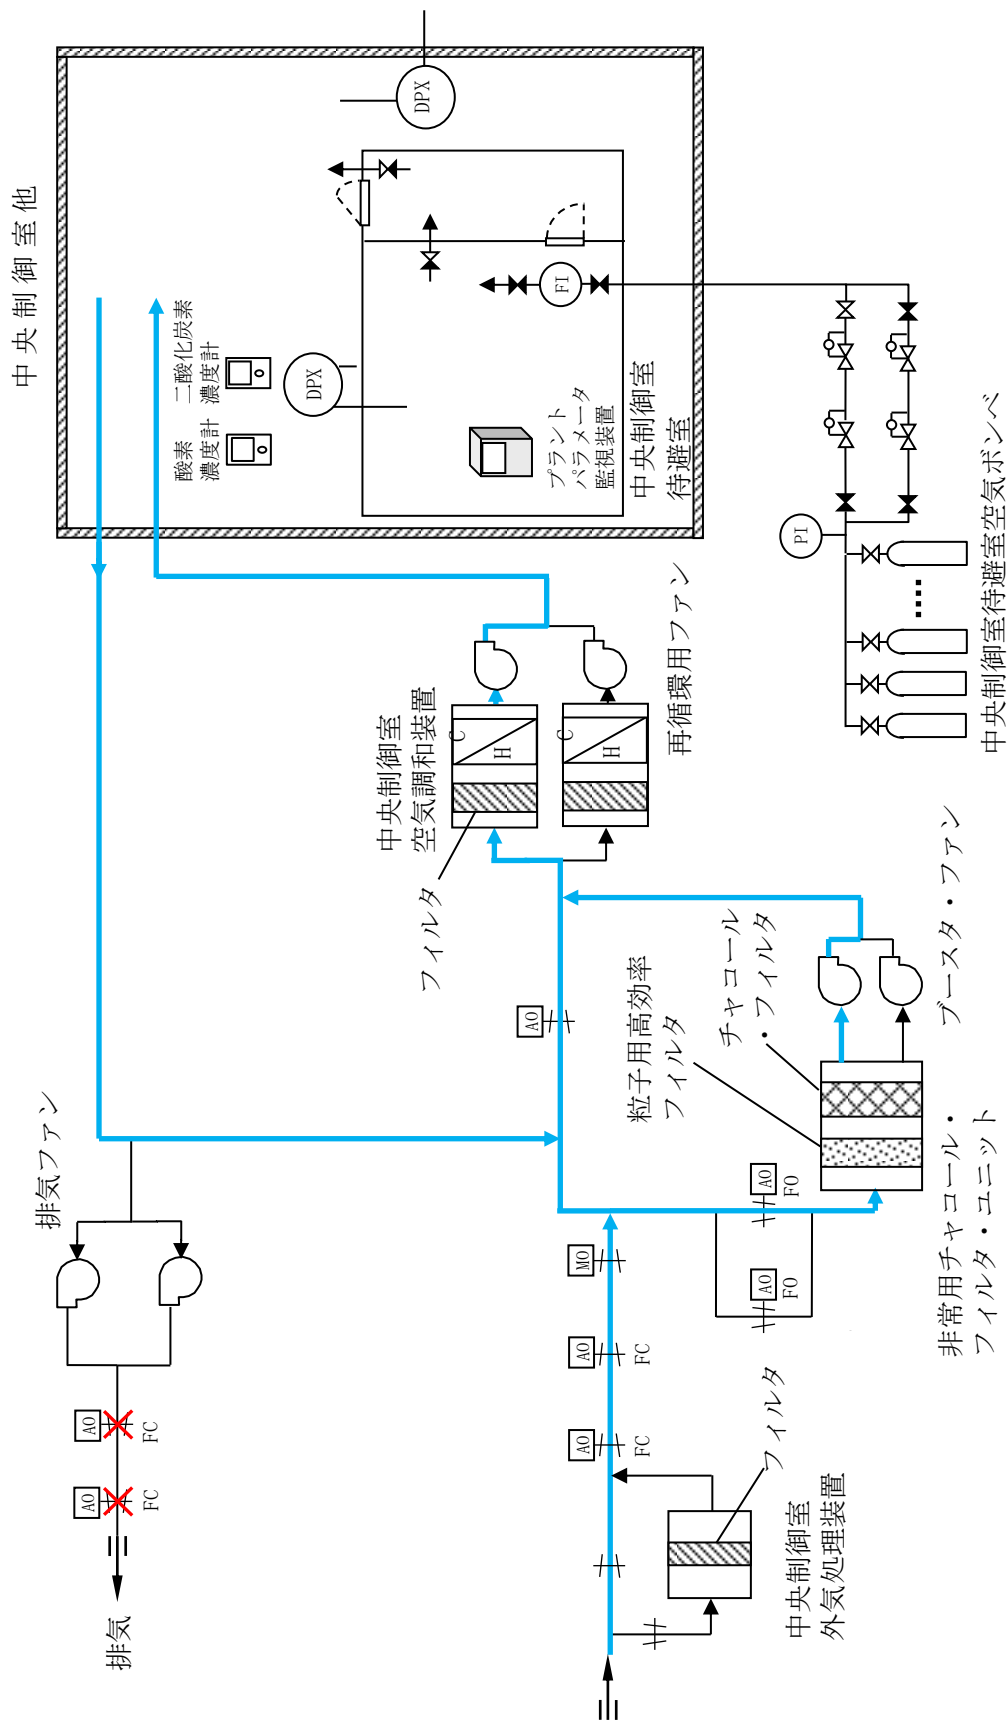 中央制御室他
酸素
濃度計
二酸化炭素
濃度計
DPX
DPX
FI
プラント
パラメータ
監視装置
中央制御室
待避室
PI
中央制御室待避室空気ボンベ
中央制御室
空気調和装置
フィルタ
C
H
C
H
再循環用ファン
排気ファン
AO
FC
AO
FC
排気
AO
粒子用高効率
フィルタ
チャコール
・フィルタ
ブースタ・ファン
非常用チャコール・
フィルタ・ユニット
AO
FO
AO
FO
MO
AO
FC
AO
FC
フィルタ
中央制御室
外気処理装置